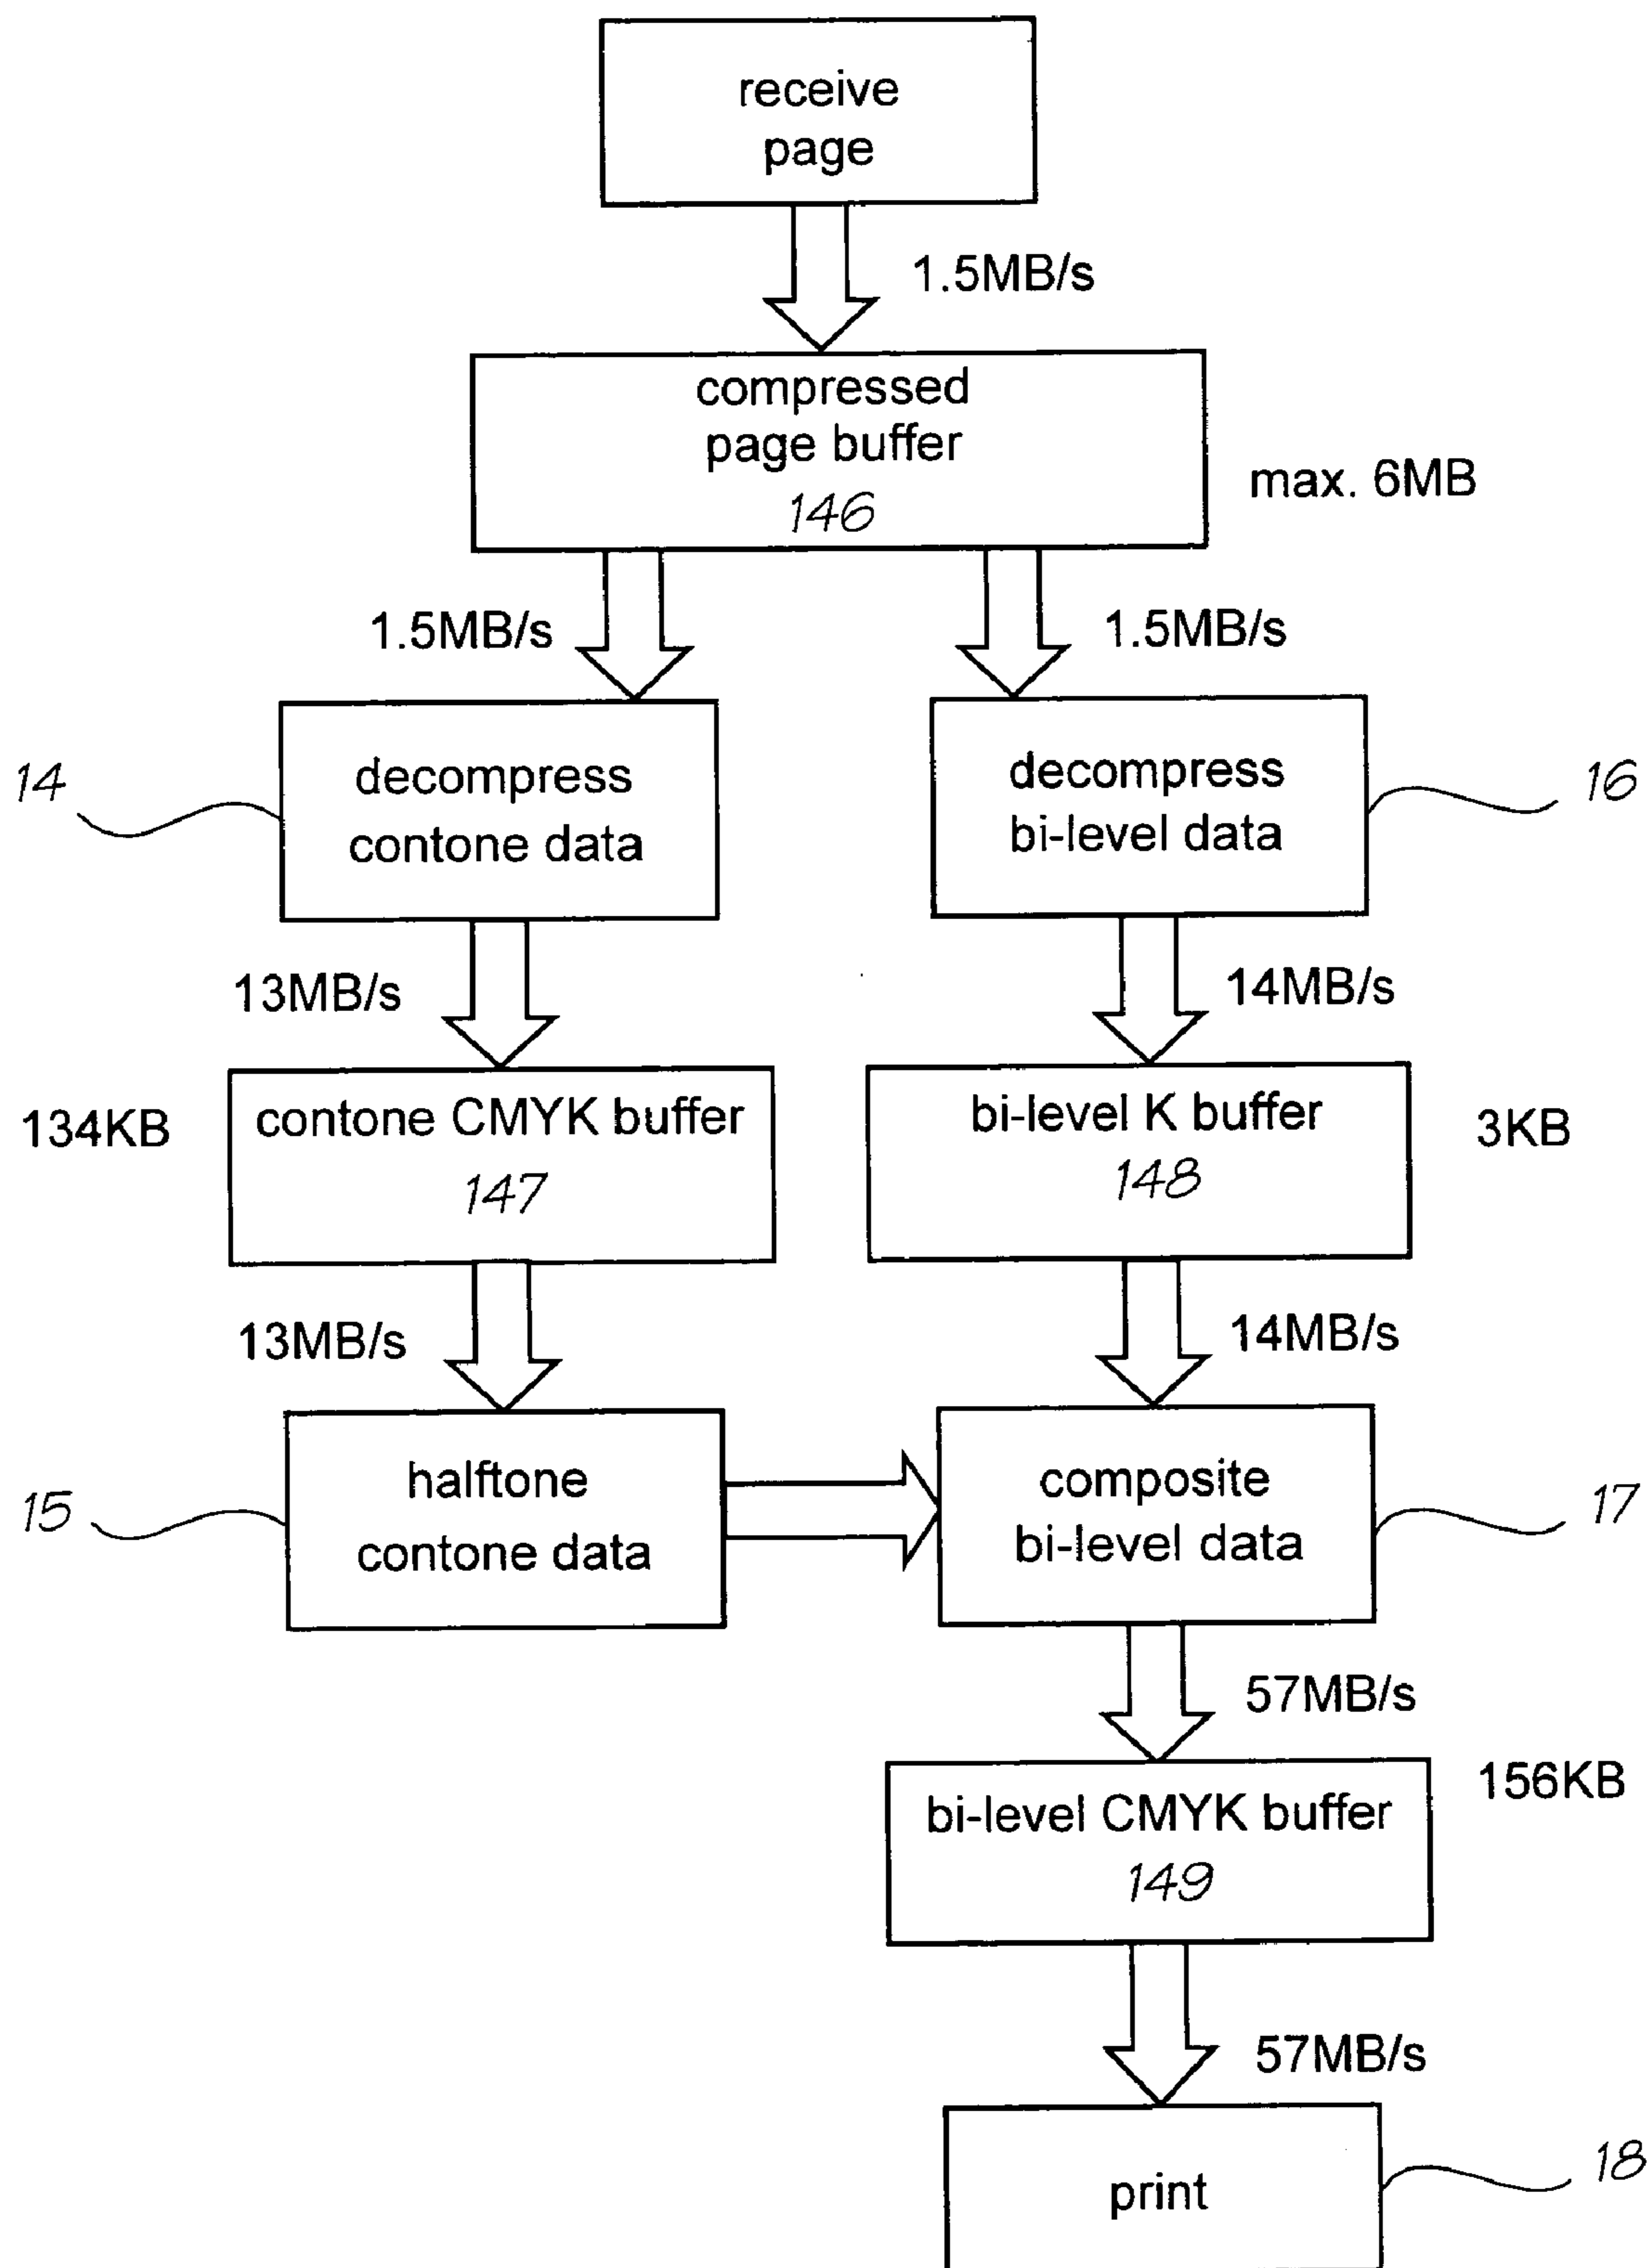 receive
page
1.5MB/s
compressed
page buffer
146
max. 6MB
1.5MB/s
1.5MB/s
14
decompress
contone data
decompress
bi-level data
16
13MB/s
14MB/s
134KB
contone CMYK buffer
147
bi-level K buffer
148
3KB
13MB/s
14MB/s
15
halftone
contone data
composite
bi-level data
17
57MB/s
bi-level CMYK buffer
149
156KB
57MB/s
print
18